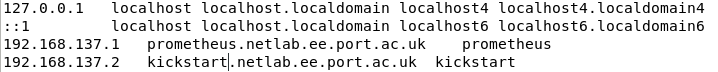 127.0.0.1   localhost localhost.localdomain localhost4 localhost4.localdomain4
::1         localhost localhost.localdomain localhost6 localhost6.localdomain6
192.168.137.1   prometheus.netlab.ee.port.ac.uk    prometheus
192.168.137.2   kickstart.netlab.ee.port.ac.uk  kickstart